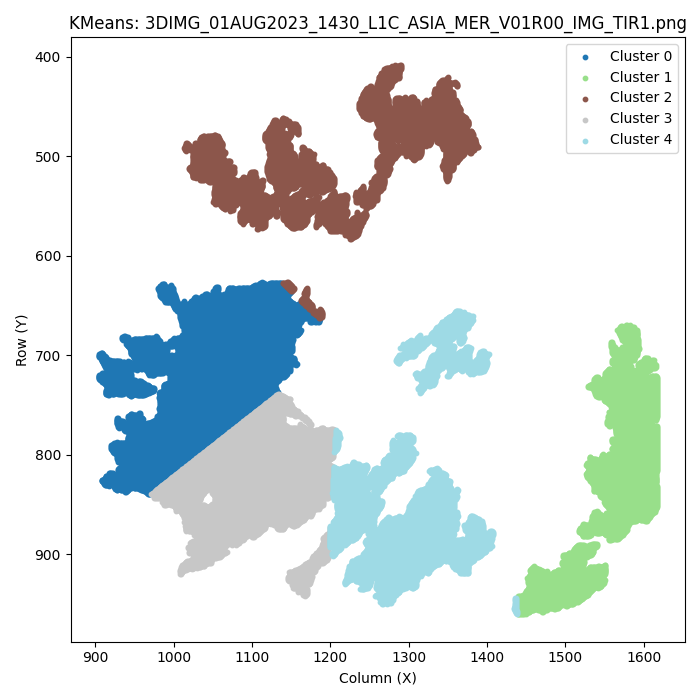 KMeans: 3DIMG_01AUG2023_1430_L1C_ASIA_MER_V01R00_IMG_TIR1.png
Cluster 0
Cluster 1
Cluster 2
Cluster 3
Cluster 4
400
500
600
700
800
900
Row (Y)
900 1000 1100 1200 1300 1400 1500 1600
Column (X)